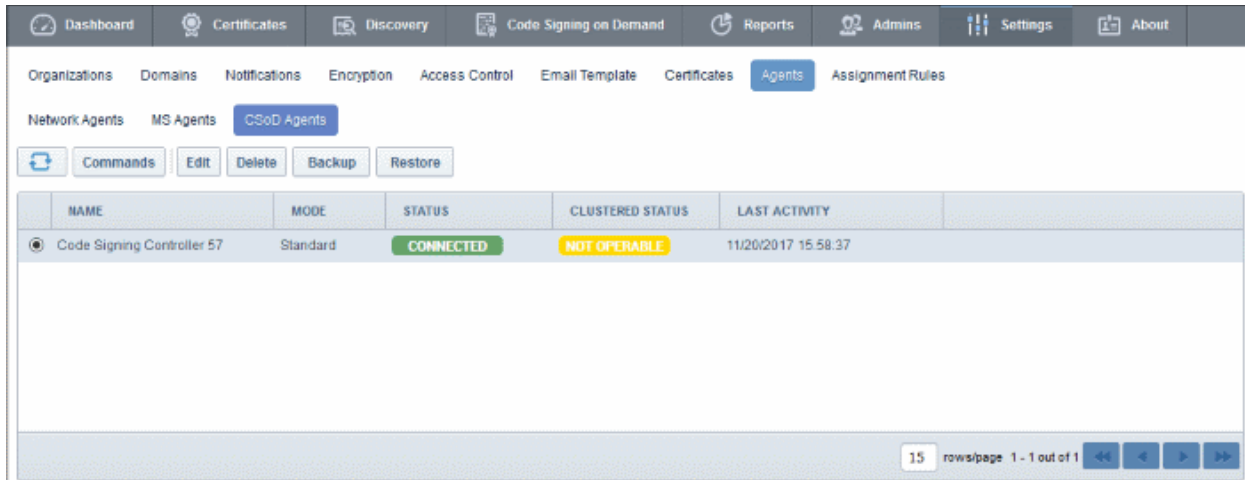 Dashboard Certificates Discovery Code Signing on Demand Reports Admins Settings About
Organizations Domains Notifications Encryption Access Control Email Template Certificates Agents Assignment Rules
Network Agents MS Agents CSoD Agents
Commands Edit Delete Backup Restore
NAME MODE STATUS CLUSTERED STATUS LAST ACTIVITY
Code Signing Controller 57 Standard CONNECTED NOT OPERABLE 11/20/2017 15:58:37
15 rows/page 1 - 1 out of 1